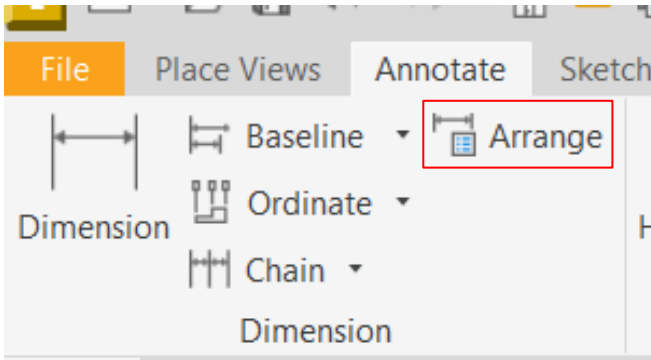 File Place Views Annotate Sketch
Baseline Arrange
Ordinate
Dimension
Chain
Dimension